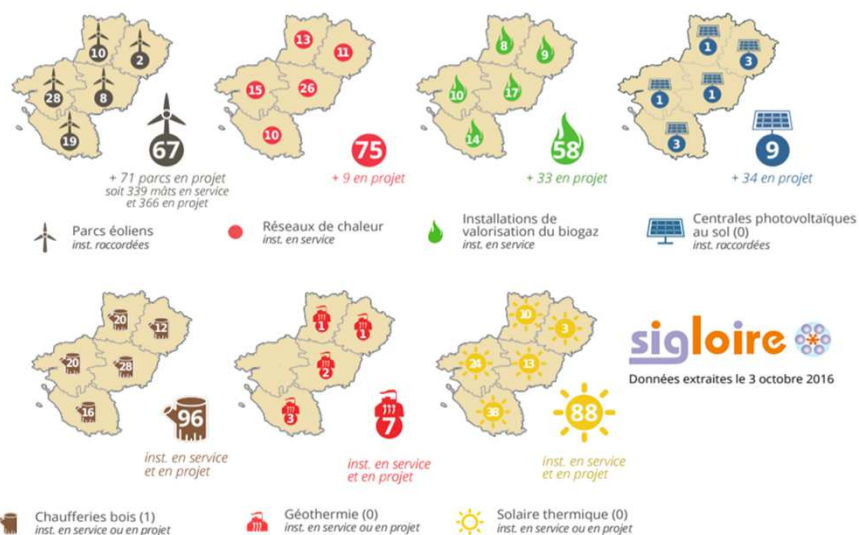 10
2
28
8
19
67
+ 71 parcs en projet
soit 339 mâts en service
et 366 en projet
13
11
15
26
10
75
+ 9 en projet
8
9
10
17
14
58
+ 33 en projet
1
3
1
1
3
9
+ 34 en projet
Parcs éoliens
inst. raccordées
Réseaux de chaleur
inst. en service
Installations de
valorisation du biogaz
inst. en service
Centrales photovoltaïques
au sol (0)
inst. raccordées
20
12
20
28
16
96
inst. en service
et en projet
1
1
2
3
7
inst. en service
et en projet
10
3
24
13
38
88
inst. en service
et en projet
sigloire
Données extraites le 3 octobre 2016
Chaufferies bois (1)
inst. en service ou en projet
Géothermie (0)
inst. en service ou en projet
Solaire thermique (0)
inst. en service ou en projet